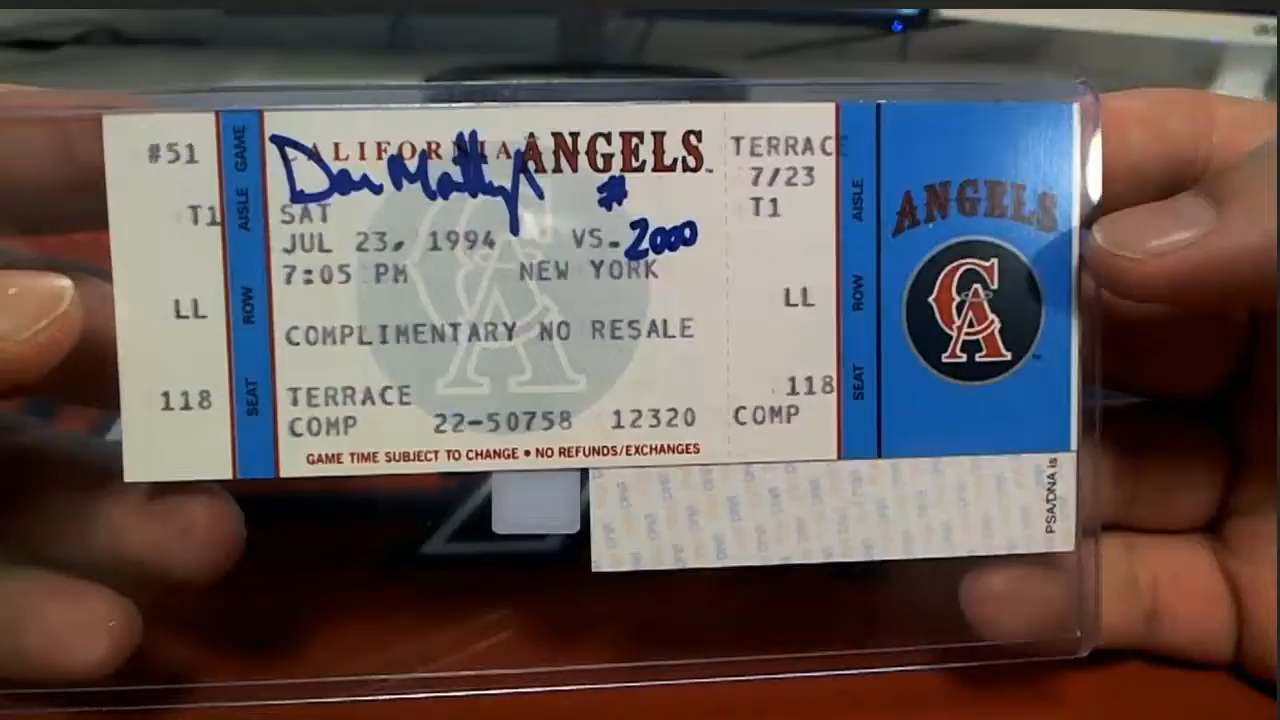 #51
T1
LL
118
GAME
AISLE
ROW
SEAT
CALIFORNIA ANGELS
Don Mattingly
#
2000
SAT
JUL 23, 1994 VS.
7:05 PM NEW YORK
COMPLIMENTARY NO RESALE
TERRACE
COMP 22-50758 12320
GAME TIME SUBJECT TO CHANGE • NO REFUNDS/EXCHANGES
TERRACE
7/23
T1
LL
118
COMP
AISLE
ROW
SEAT
ANGELS
CA
PSA/DNA is